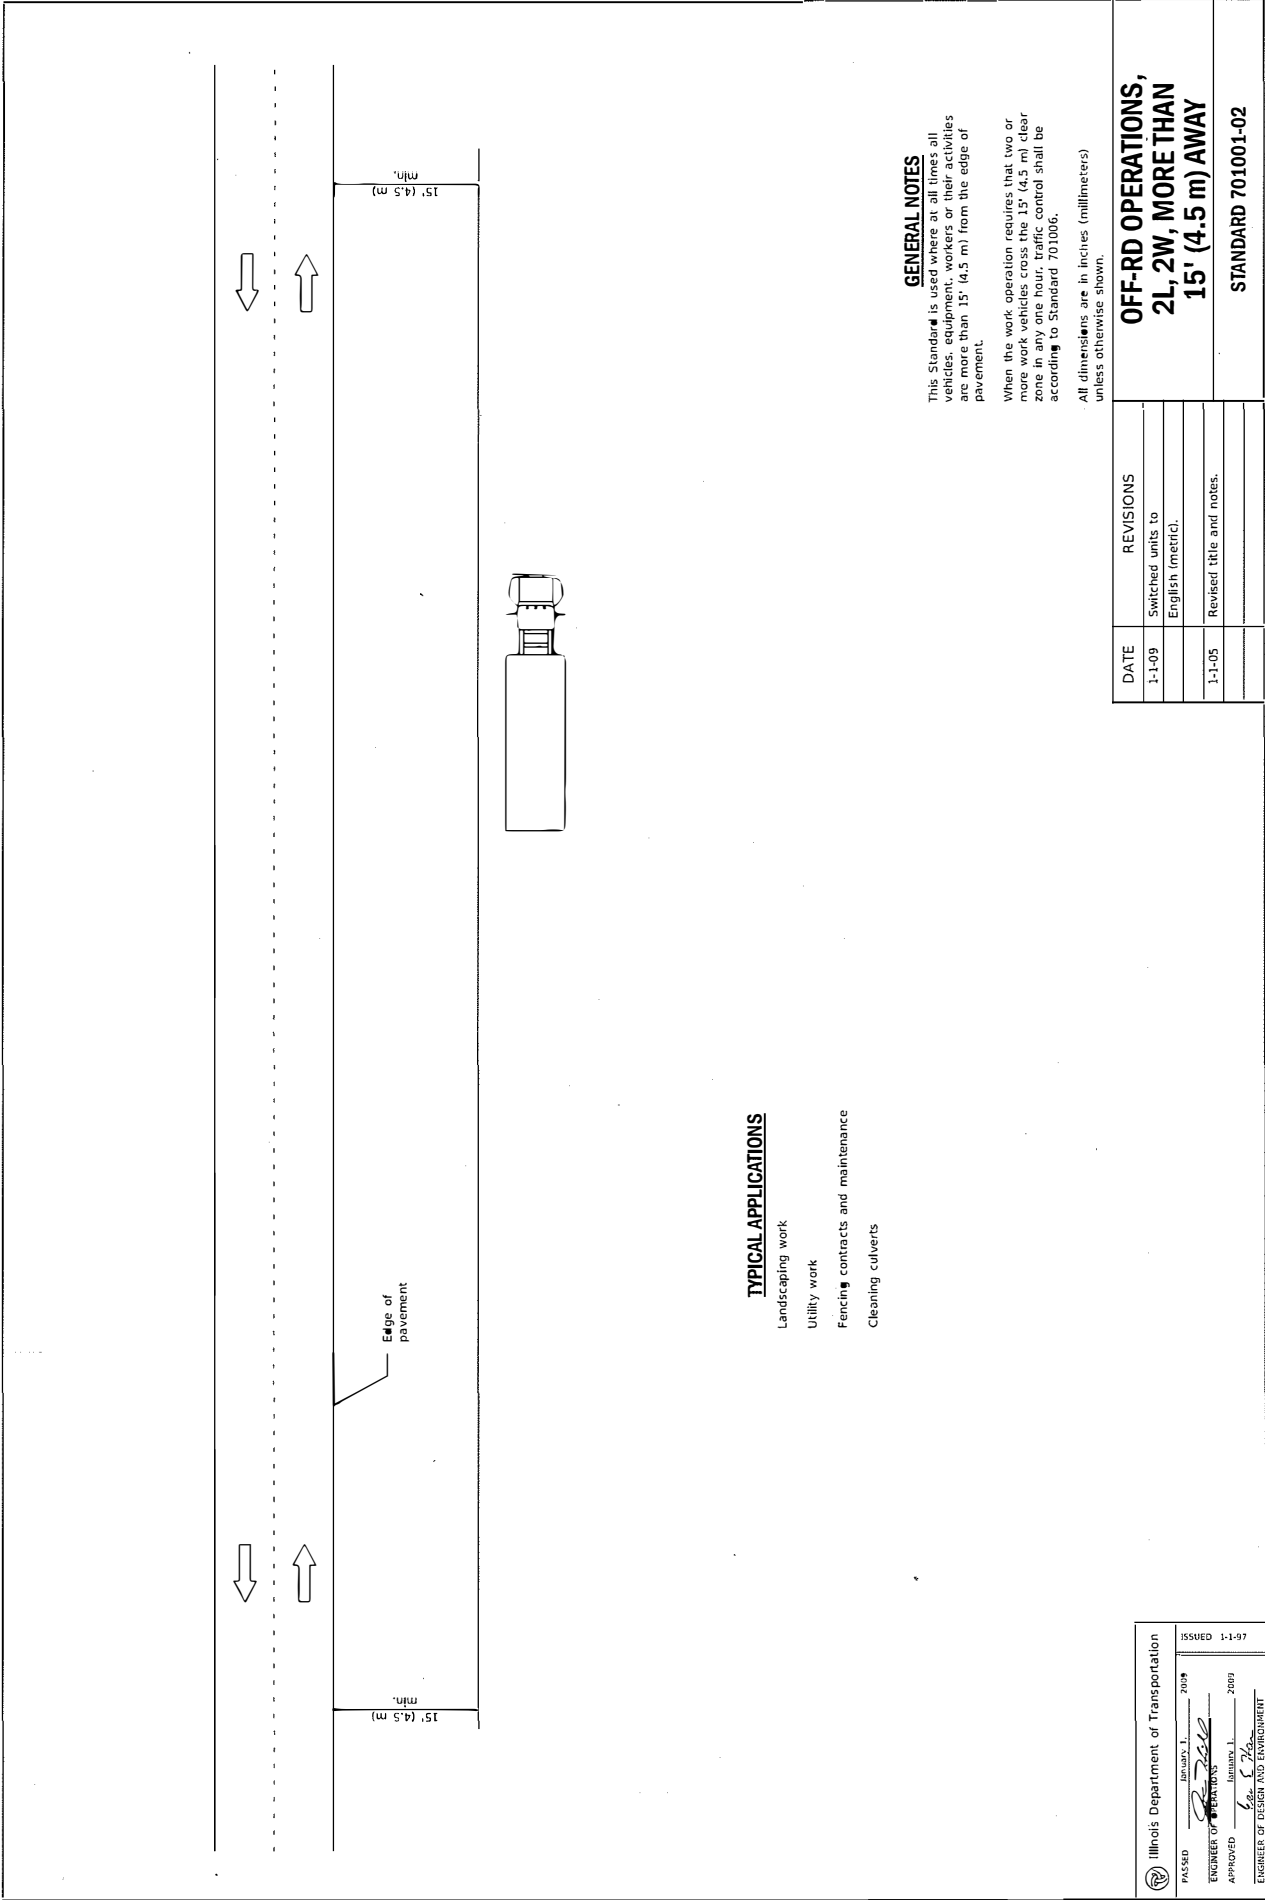 15' (4.5 m)
min.
15' (4.5 m)
min.
Edge of
pavement
TYPICAL APPLICATIONS
Landscaping work
Utility work
Fencing contracts and maintenance
Cleaning culverts
GENERAL NOTES
This Standard is used where at all times all
vehicles, equipment, workers or their activities
are more than 15' (4.5 m) from the edge of
pavement.
When the work operation requires that two or
more work vehicles cross the 15' (4.5 m) clear
zone in any one hour, traffic control shall be
according to Standard 701006.
All dimensions are in inches (millimeters)
unless otherwise shown.
Illinois Department of Transportation
PASSED January 1, 2009
ENGINEER OF OPERATIONS
APPROVED January 1, 2009
ENGINEER OF DESIGN AND ENVIRONMENT
ISSUED 1-1-97
DATE REVISIONS
1-1-09 Switched units to
English (metric).
1-1-05 Revised title and notes.
OFF-RD OPERATIONS,
2L, 2W, MORE THAN
15' (4.5 m) AWAY
STANDARD 701001-02